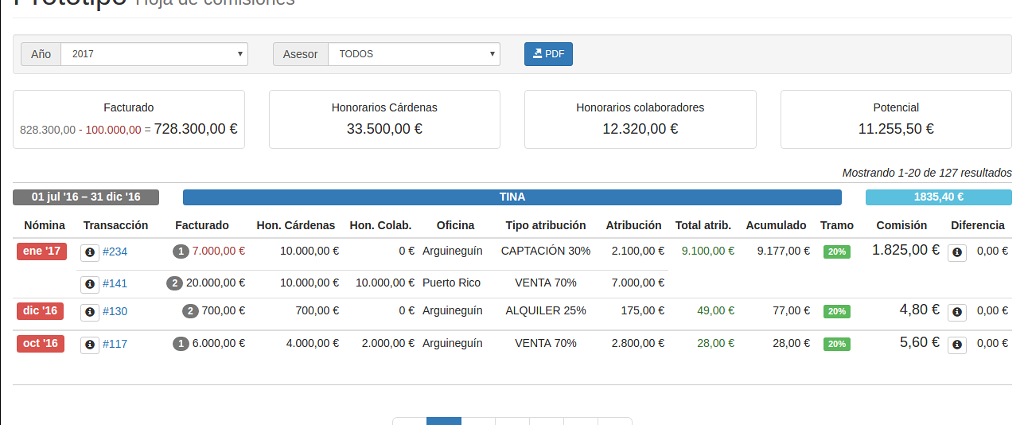 Prototipo Hoja de comisiones
Año 2017 Asesor TODOS PDF
Facturado Honorarios Cárdenas Honorarios colaboradores Potencial
828.300,00 - 100.000,00 = 728.300,00 € 33.500,00 € 12.320,00 € 11.255,50 €
Mostrando 1-20 de 127 resultados
01 jul '16 – 31 dic '16 TINA 1835,40 €
Nómina Transacción Facturado Hon. Cárdenas Hon. Colab. Oficina Tipo atribución Atribución Total atrib. Acumulado Tramo Comisión Diferencia
ene '17 #234 1 7.000,00 € 10.000,00 € 0 € Arguineguín CAPTACIÓN 30% 2.100,00 € 9.100,00 € 9.177,00 € 20% 1.825,00 € 0,00 €
#141 2 20.000,00 € 10.000,00 € 10.000,00 € Puerto Rico VENTA 70% 7.000,00 €
dic '16 #130 2 700,00 € 700,00 € 0 € Arguineguín ALQUILER 25% 175,00 € 49,00 € 77,00 € 20% 4,80 € 0,00 €
oct '16 #117 1 6.000,00 € 4.000,00 € 2.000,00 € Arguineguín VENTA 70% 2.800,00 € 28,00 € 28,00 € 20% 5,60 € 0,00 €